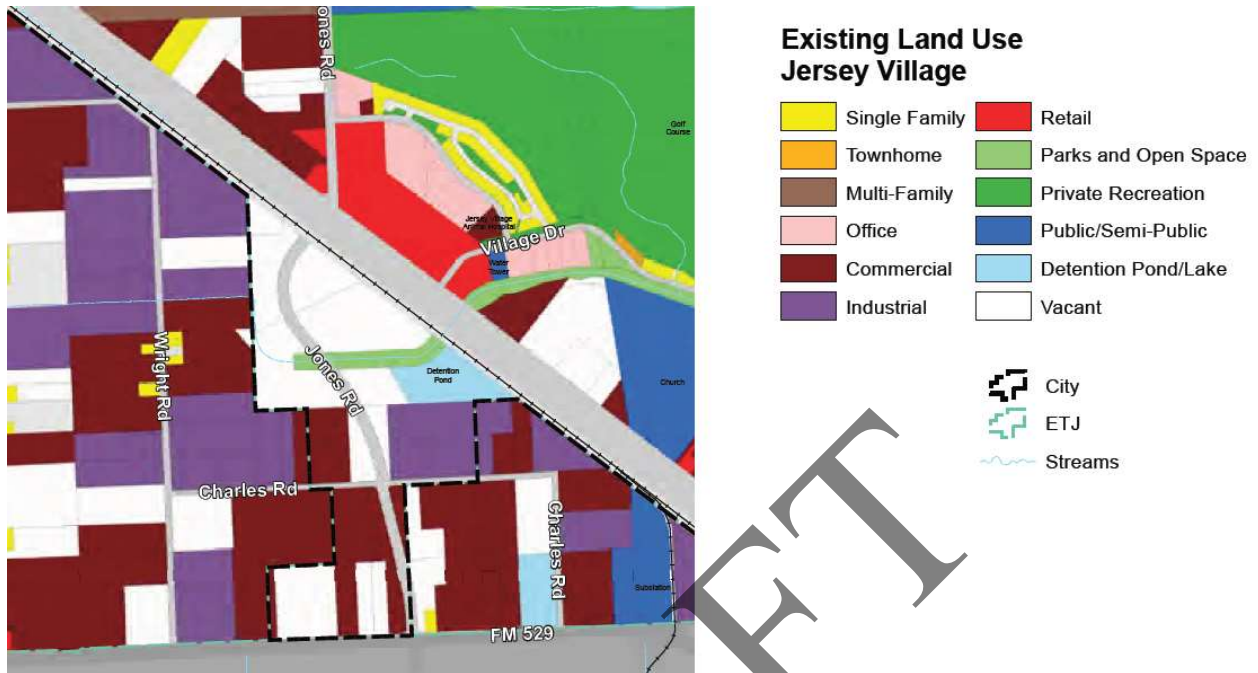 Existing Land Use
Jersey Village
Single Family
Townhome
Multi-Family
Office
Commercial
Industrial
Retail
Parks and Open Space
Private Recreation
Public/Semi-Public
Detention Pond/Lake
Vacant
City
ETJ
Streams
ones Rd
Golf
Course
Jersey Village
Animal Hospital
Village Dr
Water
Tower
Wright Rd
Jones Rd
Detention
Pond
Church
Charles Rd
Charles Rd
Substation
FM 529
FT